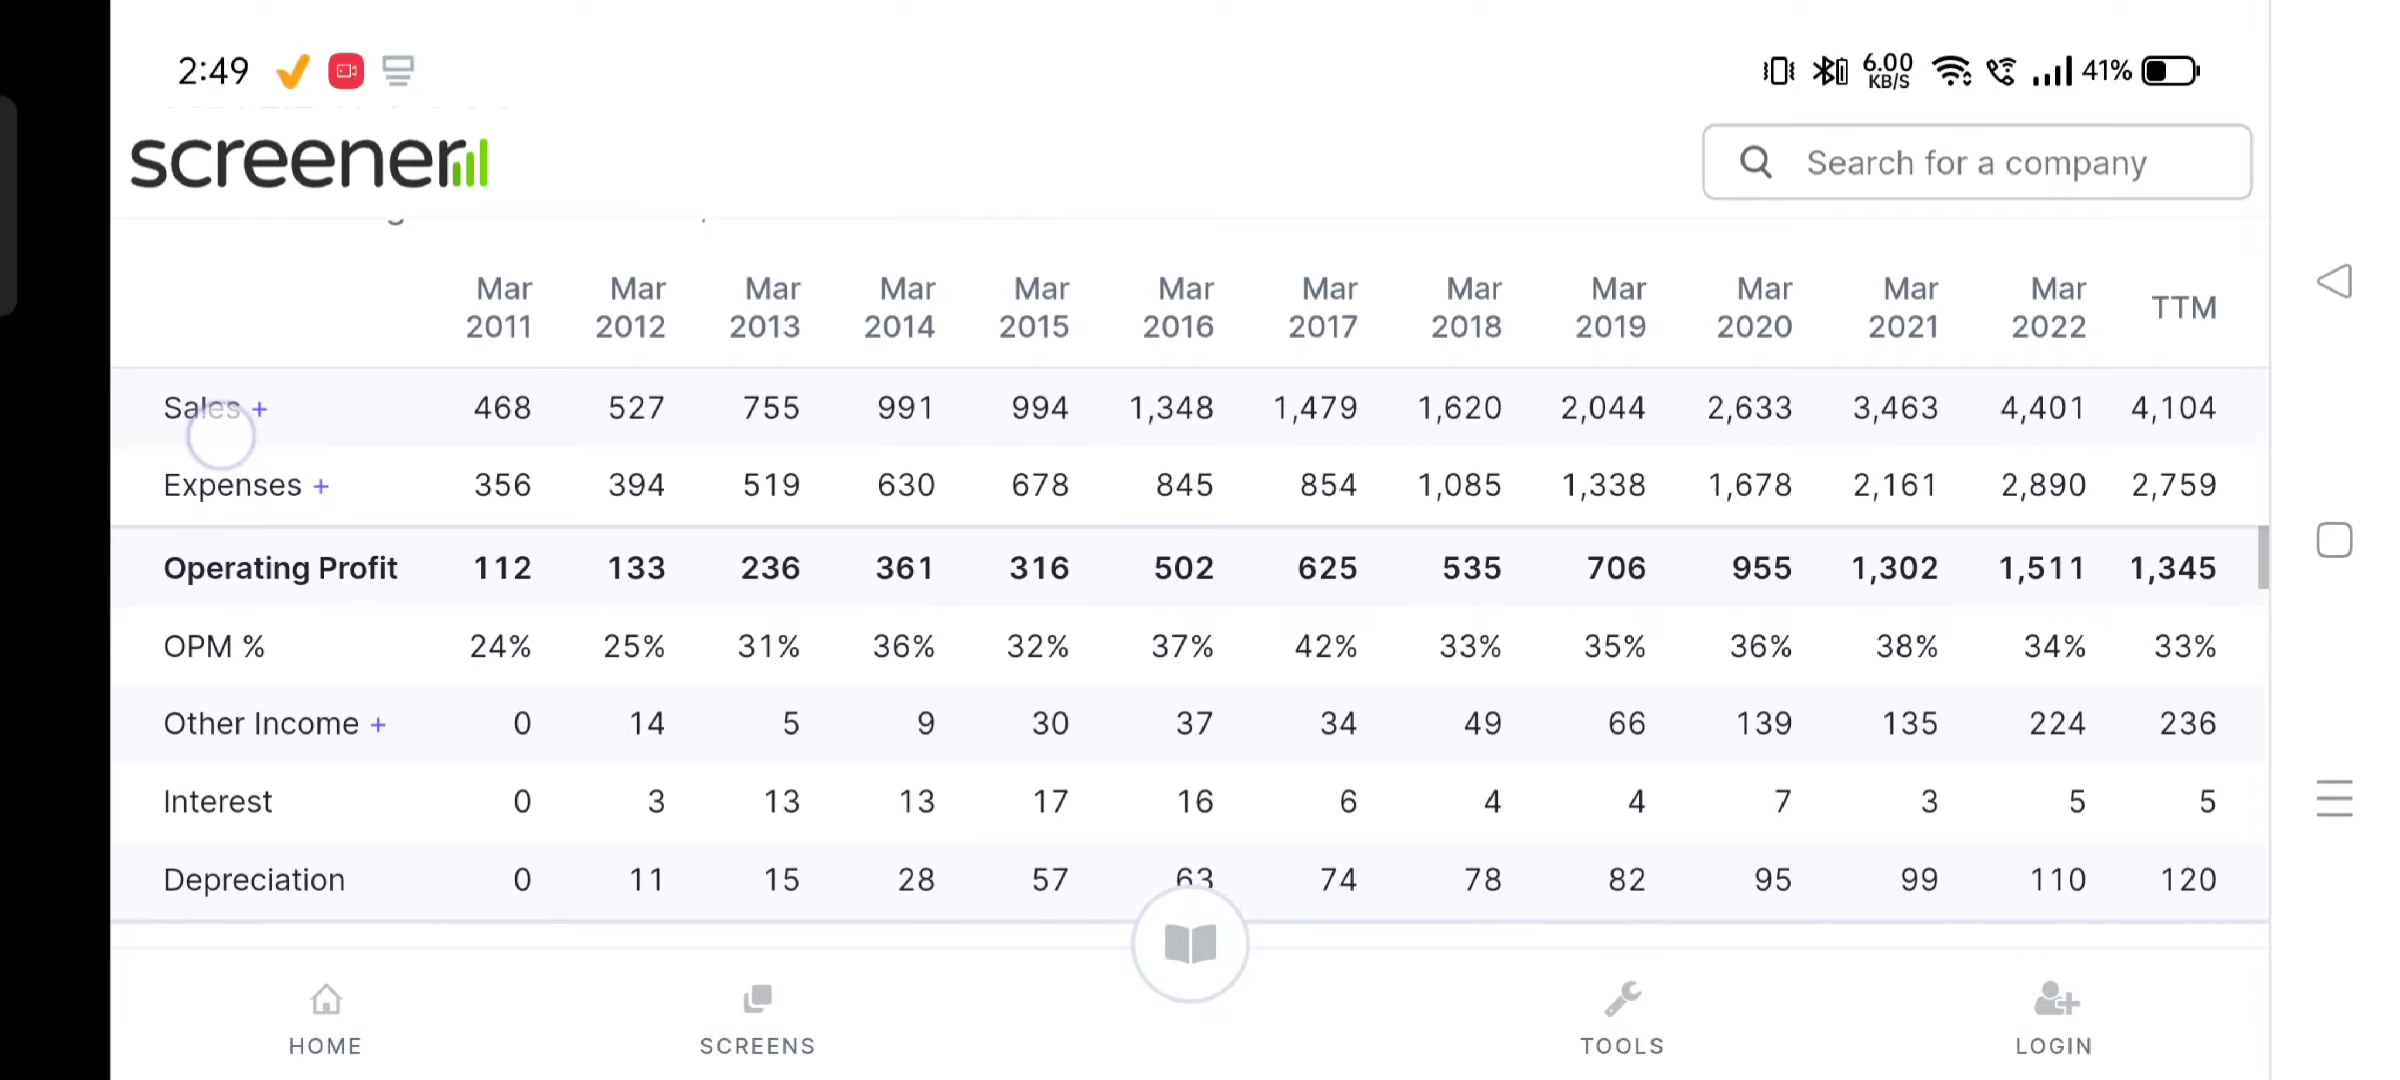 2:49 6.00 KB/S 41%
screener Search for a company
Mar 2011 Mar 2012 Mar 2013 Mar 2014 Mar 2015 Mar 2016 Mar 2017 Mar 2018 Mar 2019 Mar 2020 Mar 2021 Mar 2022 TTM
Sales + 468 527 755 991 994 1,348 1,479 1,620 2,044 2,633 3,463 4,401 4,104
Expenses + 356 394 519 630 678 845 854 1,085 1,338 1,678 2,161 2,890 2,759
Operating Profit 112 133 236 361 316 502 625 535 706 955 1,302 1,511 1,345
OPM % 24% 25% 31% 36% 32% 37% 42% 33% 35% 36% 38% 34% 33%
Other Income + 0 14 5 9 30 37 34 49 66 139 135 224 236
Interest 0 3 13 13 17 16 6 4 4 7 3 5 5
Depreciation 0 11 15 28 57 63 74 78 82 95 99 110 120
HOME SCREENS TOOLS LOGIN